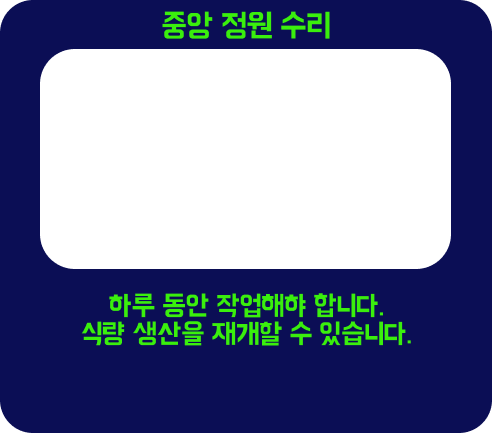 중앙 정원 수리
하루 동안 작업해야 합니다.
식량 생산을 재개할 수 있습니다.